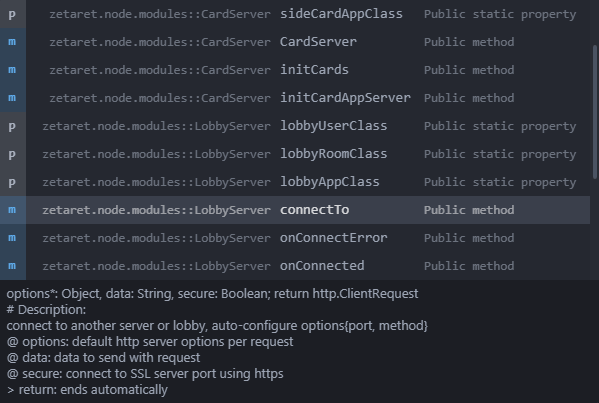 p zetaret.node.modules::CardServer sideCardAppClass Public static property
m zetaret.node.modules::CardServer CardServer Public method
m zetaret.node.modules::CardServer initCards Public method
m zetaret.node.modules::CardServer initCardAppServer Public method
p zetaret.node.modules::LobbyServer lobbyUserClass Public static property
p zetaret.node.modules::LobbyServer lobbyRoomClass Public static property
p zetaret.node.modules::LobbyServer lobbyAppClass Public static property
m zetaret.node.modules::LobbyServer connectTo Public method
m zetaret.node.modules::LobbyServer onConnectError Public method
m zetaret.node.modules::LobbyServer onConnected Public method
options*: Object, data: String, secure: Boolean; return http.ClientRequest
# Description:
connect to another server or lobby, auto-configure options{port, method}
@ options: default http server options per request
@ data: data to send with request
@ secure: connect to SSL server port using https
> return: ends automatically